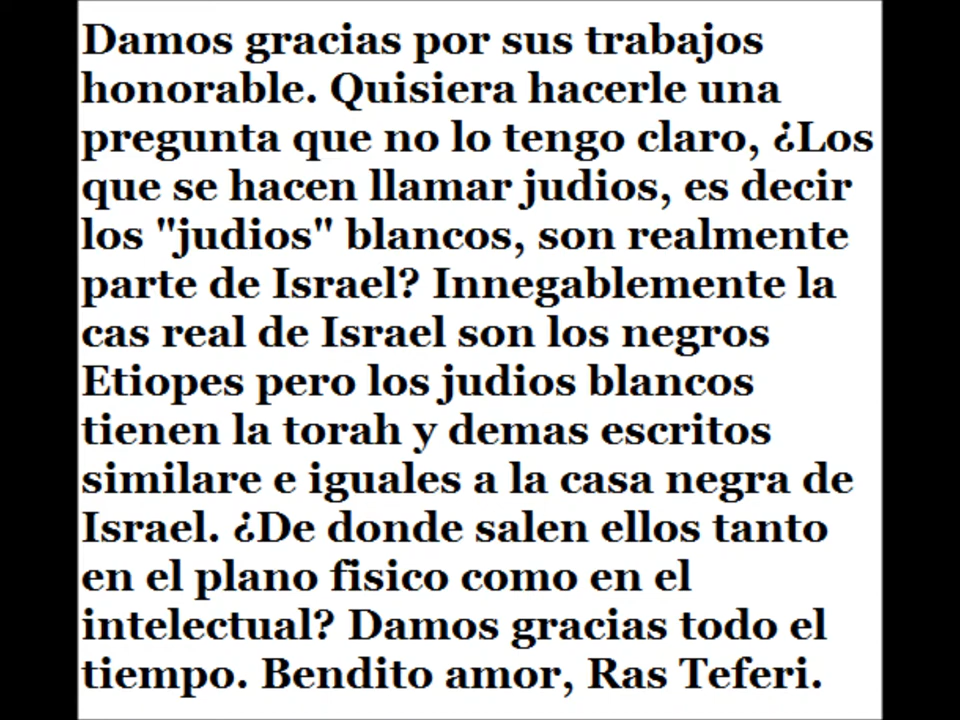 Damos gracias por sus trabajos
honorable. Quisiera hacerle una
pregunta que no lo tengo claro, ¿Los
que se hacen llamar judios, es decir
los "judios" blancos, son realmente
parte de Israel? Innegablemente la
cas real de Israel son los negros
Etiopes pero los judios blancos
tienen la torah y demas escritos
similare e iguales a la casa negra de
Israel. ¿De donde salen ellos tanto
en el plano fisico como en el
intelectual? Damos gracias todo el
tiempo. Bendito amor, Ras Teferi.